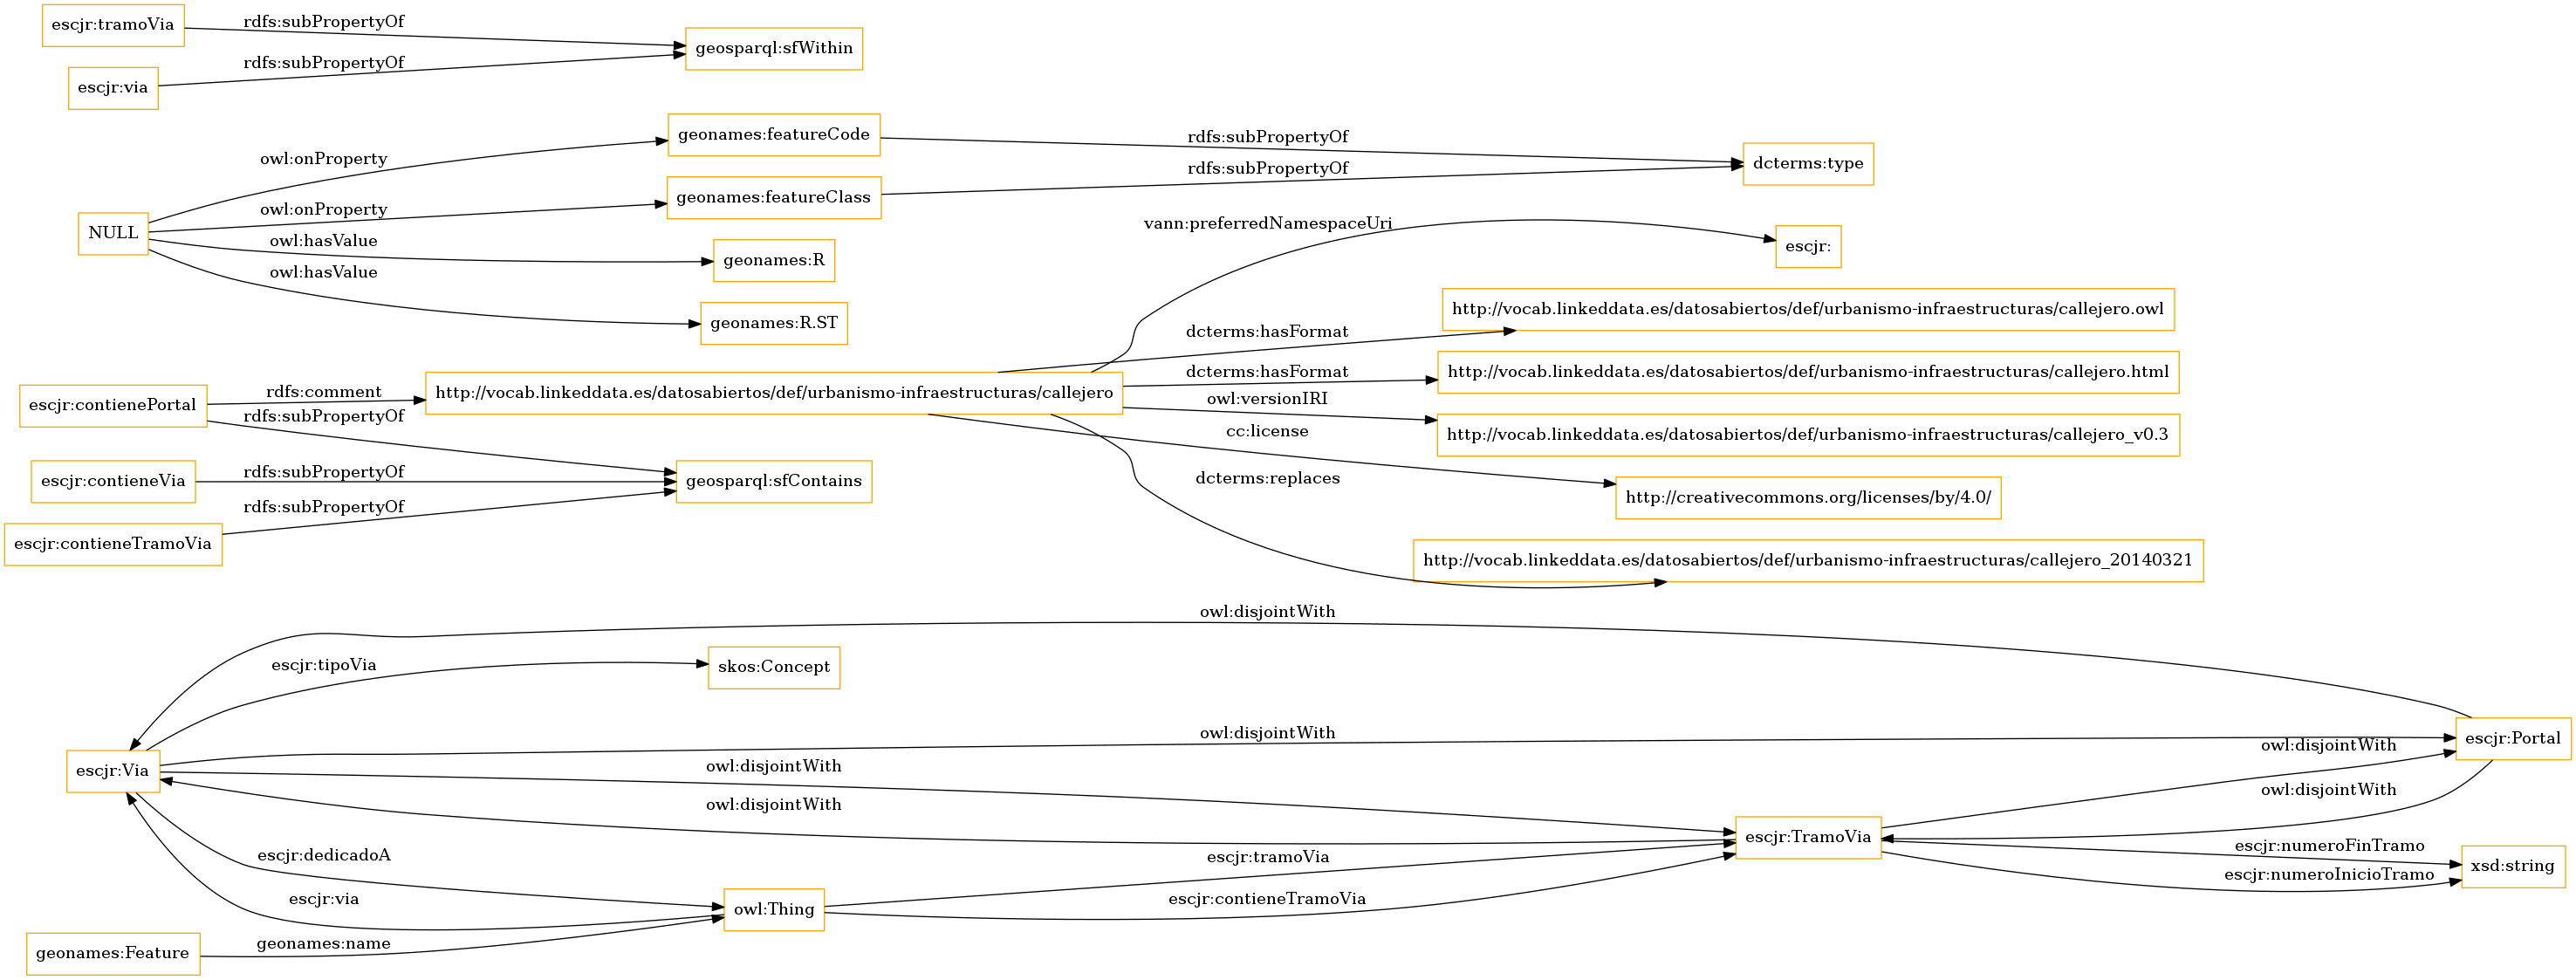 escjr:tramoVia
rdfs:subPropertyOf
geosparql:sfWithin
escjr:via
rdfs:subPropertyOf
geonames:featureCode
rdfs:subPropertyOf
owl:onProperty
dcterms:type
geonames:featureClass
rdfs:subPropertyOf
owl:onProperty
NULL
owl:hasValue
geonames:R
owl:hasValue
geonames:R.ST
vann:preferredNamespaceUri
escjr:
dcterms:hasFormat
http://vocab.linkeddata.es/datosabiertos/def/urbanismo-infraestructuras/callejero.owl
dcterms:hasFormat
http://vocab.linkeddata.es/datosabiertos/def/urbanismo-infraestructuras/callejero.html
escjr:contienePortal
rdfs:comment
http://vocab.linkeddata.es/datosabiertos/def/urbanismo-infraestructuras/callejero
owl:versionIRI
http://vocab.linkeddata.es/datosabiertos/def/urbanismo-infraestructuras/callejero_v0.3
rdfs:subPropertyOf
cc:license
http://creativecommons.org/licenses/by/4.0/
escjr:contieneVia
rdfs:subPropertyOf
geosparql:sfContains
dcterms:replaces
http://vocab.linkeddata.es/datosabiertos/def/urbanismo-infraestructuras/callejero_20140321
escjr:contieneTramoVia
rdfs:subPropertyOf
owl:disjointWith
escjr:tipoVia
skos:Concept
escjr:Via
owl:disjointWith
escjr:Portal
owl:disjointWith
owl:disjointWith
owl:disjointWith
owl:disjointWith
escjr:TramoVia
escjr:numeroFinTramo
xsd:string
escjr:numeroInicioTramo
escjr:dedicadoA
escjr:tramoVia
escjr:via
owl:Thing
escjr:contieneTramoVia
geonames:Feature
geonames:name